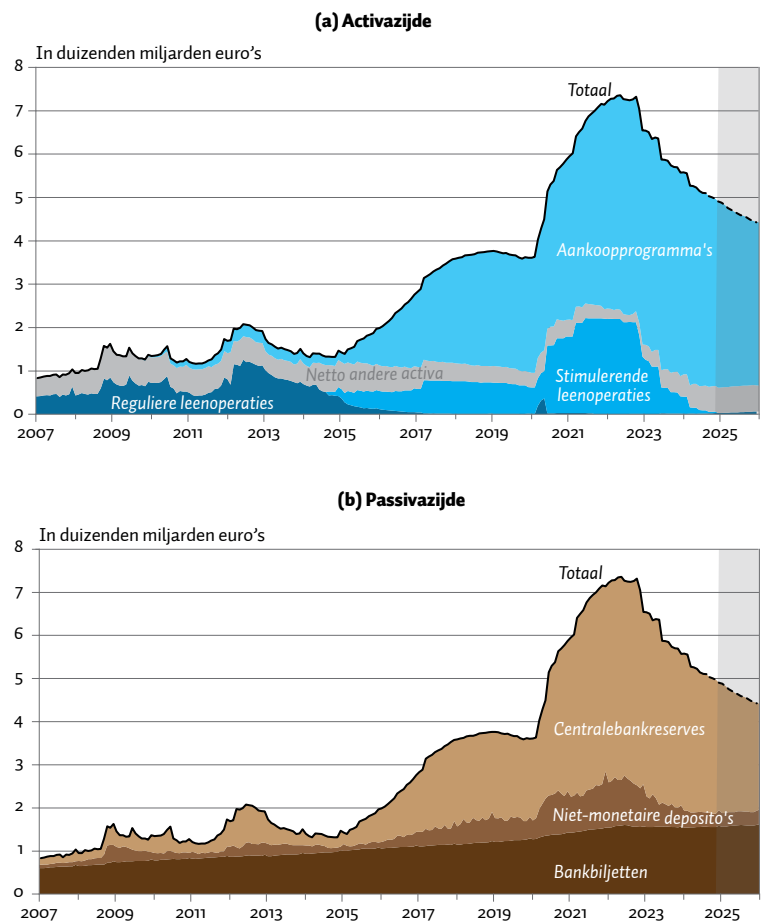 (a) Activazijde
In duizenden miljarden euro's
8
Totaal
7
6
5
Aankoopprogramma's
4
3
2
1
Netto andere activa
Stimulerende
leenoperaties
Reguliere leenoperaties
0
2007 2009 2011 2013 2015 2017 2019 2021 2023 2025
(b) Passivazijde
In duizenden miljarden euro's
8
Totaal
7
6
5
4
Centralebankreserves
3
2
Niet-monetaire deposito's
1
Bankbiljetten
0
2007 2009 2011 2013 2015 2017 2019 2021 2023 2025